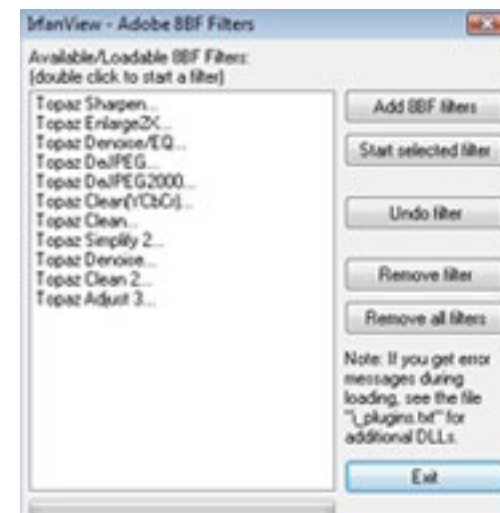 IrfanView - Adobe 8BF Filters
Available/Loadable 8BF Filters:
(double click to start a filter)
Topaz Sharpen...
Topaz Enlarge2X...
Topaz Denoise/EQ...
Topaz DeJPEG...
Topaz DeJPEG2000...
Topaz Clean(YCbCr)...
Topaz Clean...
Topaz Simplify 2...
Topaz Denoise...
Topaz Clean 2...
Topaz Adjust 3...
Add 8BF filters
Start selected filter
Undo filter
Remove filter
Remove all filters
Note: If you get error
messages during
loading, see the file
"i_plugins.txt" for
additional DLLs.
Exit